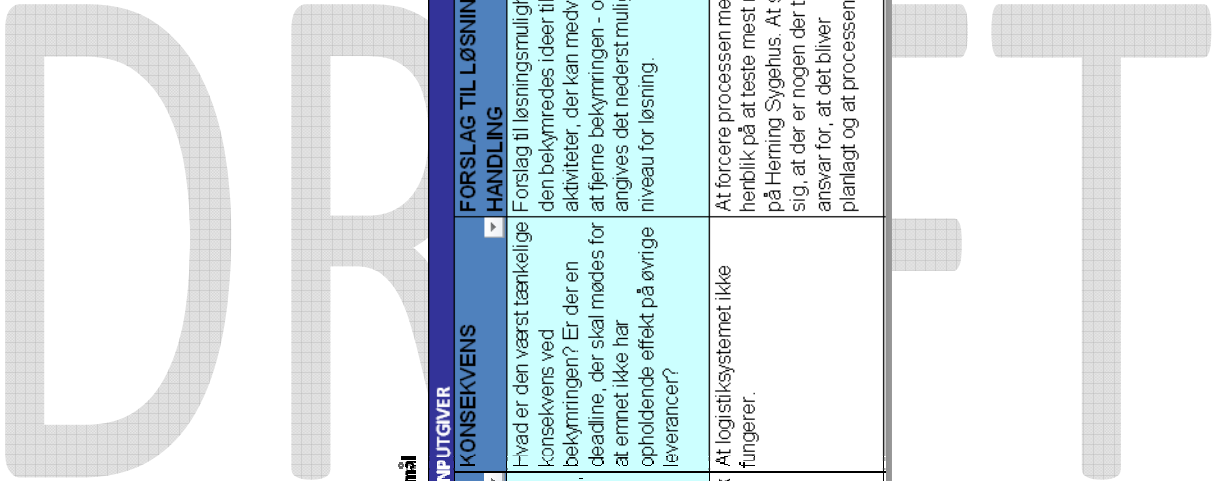 DRAFT
mål
NPUTGIVER
KONSEKVENS
Hvad er den værst tænkelige
konsekvens ved
bekymringen? Er der en
deadline, der skal mødes for
at emnet ikke har
opholdende effekt på øvrige
leverancer?
At logistiksystemet ikke
fungerer.
FORSLAG TIL LØSNIN
HANDLING
Forslag til løsningsmuligh
den bekymredes ideer til
aktiviteter, der kan medv
at fjerne bekymringen - o
angives det nederst mulig
niveau for løsning.
At forcere processen me
henblik på at teste mest
på Herning Sygehus. At s
sig, at der er nogen der t
ansvar for, at det bliver
planlagt og at processen